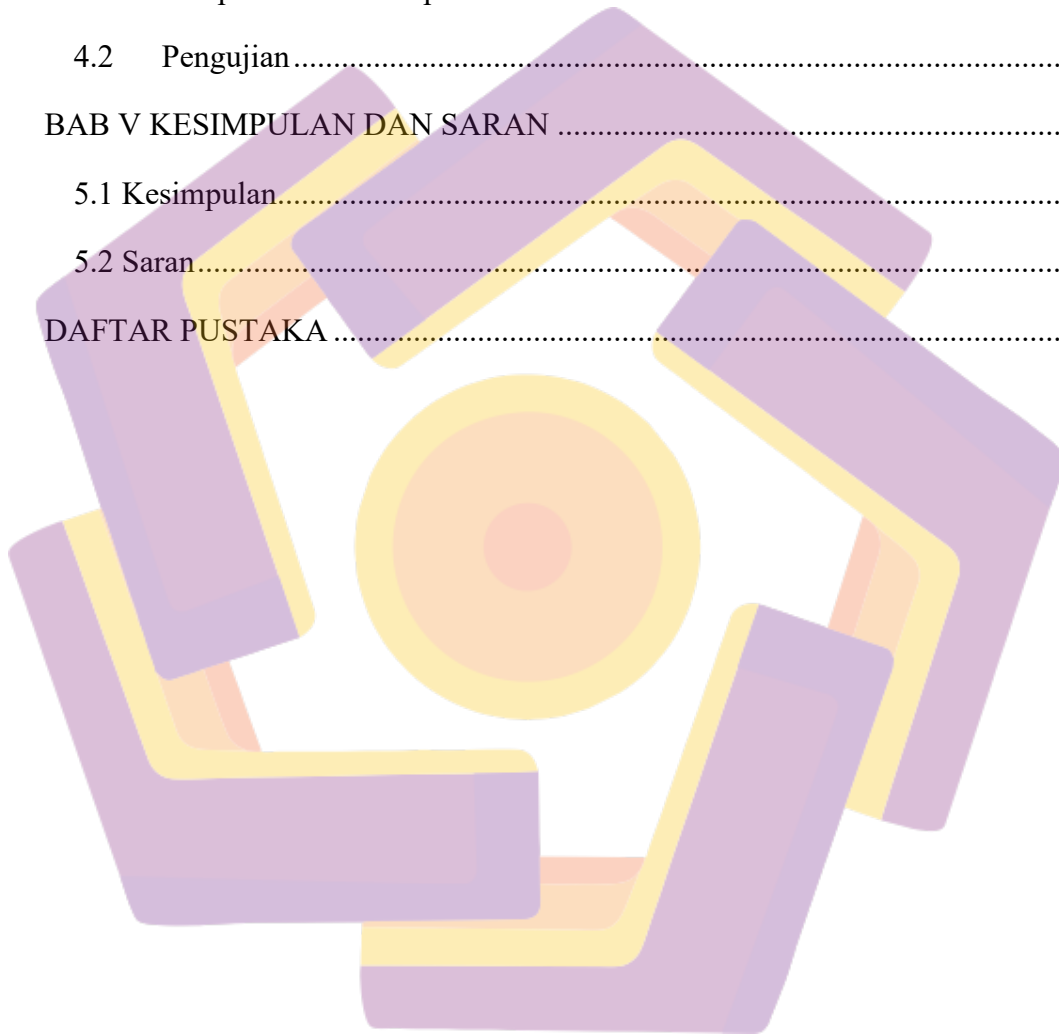 4.2 Pengujian........................................................................................................
BAB V KESIMPULAN DAN SARAN ..............................................................
5.1 Kesimpulan..................................................................................................
5.2 Saran............................................................................................................
DAFTAR PUSTAKA ..........................................................................................